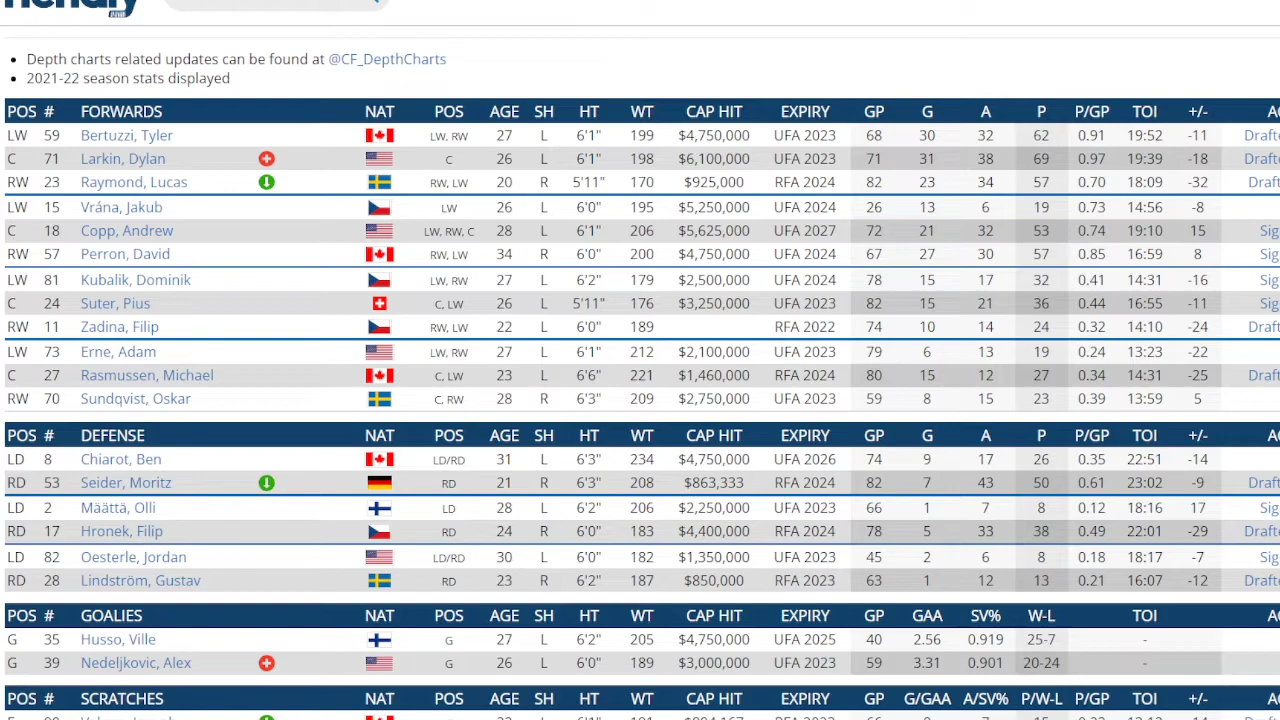 Depth charts related updates can be found at @CF_DepthCharts
2021-22 season stats displayed
POS # FORWARDS NAT POS AGE SH HT WT CAP HIT EXPIRY GP G A P P/GP TOI +/-
LW 59 Bertuzzi, Tyler LW, RW 27 L 6'1" 199 $4,750,000 UFA 2023 68 30 32 62 0.91 19:52 -11 Drafte
C 71 Larkin, Dylan C 26 L 6'1" 198 $6,100,000 UFA 2023 71 31 38 69 0.97 19:39 -18 Drafte
RW 23 Raymond, Lucas RW, LW 20 R 5'11" 170 $925,000 RFA 2024 82 23 34 57 0.70 18:09 -32 Draft
LW 15 Vrána, Jakub LW 26 L 6'0" 195 $5,250,000 UFA 2024 26 13 6 19 0.73 14:56 -8
C 18 Copp, Andrew LW, RW, C 28 L 6'1" 206 $5,625,000 UFA 2027 72 21 32 53 0.74 19:10 15 Sig
RW 57 Perron, David RW, LW 34 R 6'0" 200 $4,750,000 UFA 2024 67 27 30 57 0.85 16:59 8 Sig
LW 81 Kubalik, Dominik LW, RW 27 L 6'2" 179 $2,500,000 UFA 2024 78 15 17 32 0.41 14:31 -16 Sig
C 24 Suter, Pius C, LW 26 L 5'11" 176 $3,250,000 UFA 2023 82 15 21 36 0.44 16:55 -11 Sig
RW 11 Zadina, Filip RW, LW 22 L 6'0" 189 RFA 2022 74 10 14 24 0.32 14:10 -24 Draft
LW 73 Erne, Adam LW, RW 27 L 6'1" 212 $2,100,000 UFA 2023 79 6 13 19 0.24 13:23 -22
C 27 Rasmussen, Michael C, LW 23 L 6'6" 221 $1,460,000 RFA 2024 80 15 12 27 0.34 14:31 -25 Draft
RW 70 Sundqvist, Oskar C, RW 28 R 6'3" 209 $2,750,000 UFA 2023 59 8 15 23 0.39 13:59 5
POS # DEFENSE NAT POS AGE SH HT WT CAP HIT EXPIRY GP G A P P/GP TOI +/-
LD 8 Chiarot, Ben LD/RD 31 L 6'3" 234 $4,750,000 UFA 2026 74 9 17 26 0.35 22:51 -14
RD 53 Seider, Moritz RD 21 R 6'3" 208 $863,333 RFA 2024 82 7 43 50 0.61 23:02 -9 Draft
LD 2 Määttä, Olli LD 28 L 6'2" 206 $2,250,000 UFA 2023 66 1 7 8 0.12 18:16 17 Sig
RD 17 Hronek, Filip RD 24 R 6'0" 183 $4,400,000 RFA 2024 78 5 33 38 0.49 22:01 -29 Drafte
LD 82 Oesterle, Jordan LD/RD 30 L 6'0" 182 $1,350,000 UFA 2023 45 2 6 8 0.18 18:17 -7 Sig
RD 28 Lindström, Gustav RD 23 R 6'2" 187 $850,000 RFA 2023 63 1 12 13 0.21 16:07 -12 Drafte
POS # GOALIES NAT POS AGE SH HT WT CAP HIT EXPIRY GP GAA SV% W-L TOI
G 35 Husso, Ville G 27 L 6'2" 205 $4,750,000 UFA 2025 40 2.56 0.919 25-7 -
G 39 Nedeljkovic, Alex G 26 L 6'0" 189 $3,000,000 UFA 2023 59 3.31 0.901 20-24 -
POS # SCRATCHES NAT POS AGE SH HT WT CAP HIT EXPIRY GP G/GAA A/SV% P/W-L P/GP TOI +/-